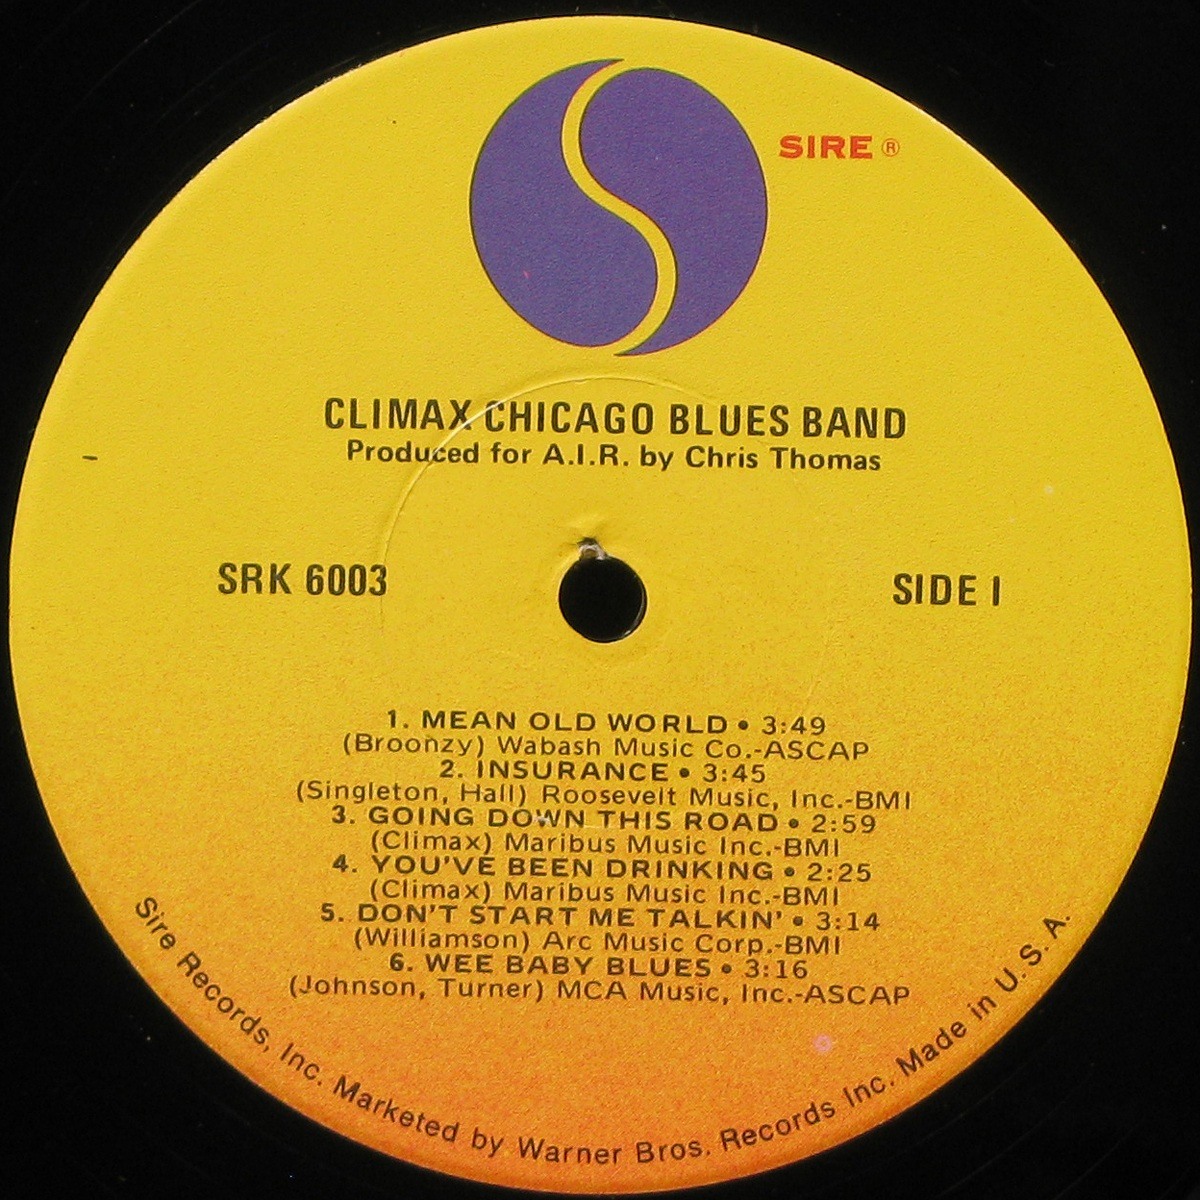 SIRE ®
CLIMAX CHICAGO BLUES BAND
Produced for A.I.R. by Chris Thomas
SRK 6003
SIDE I
1. MEAN OLD WORLD • 3:49
(Broonzy) Wabash Music Co.-ASCAP
2. INSURANCE • 3:45
(Singleton, Hall) Roosevelt Music, Inc.-BMI
3. GOING DOWN THIS ROAD • 2:59
(Climax) Maribus Music Inc.-BMI
4. YOU'VE BEEN DRINKING • 2:25
(Climax) Maribus Music Inc.-BMI
5. DON'T START ME TALKIN' • 3:14
(Williamson) Arc Music Corp.-BMI
6. WEE BABY BLUES • 3:16
(Johnson, Turner) MCA Music, Inc.-ASCAP
Sire Records, Inc. Marketed by Warner Bros. Records Inc. Made in U. S. A.